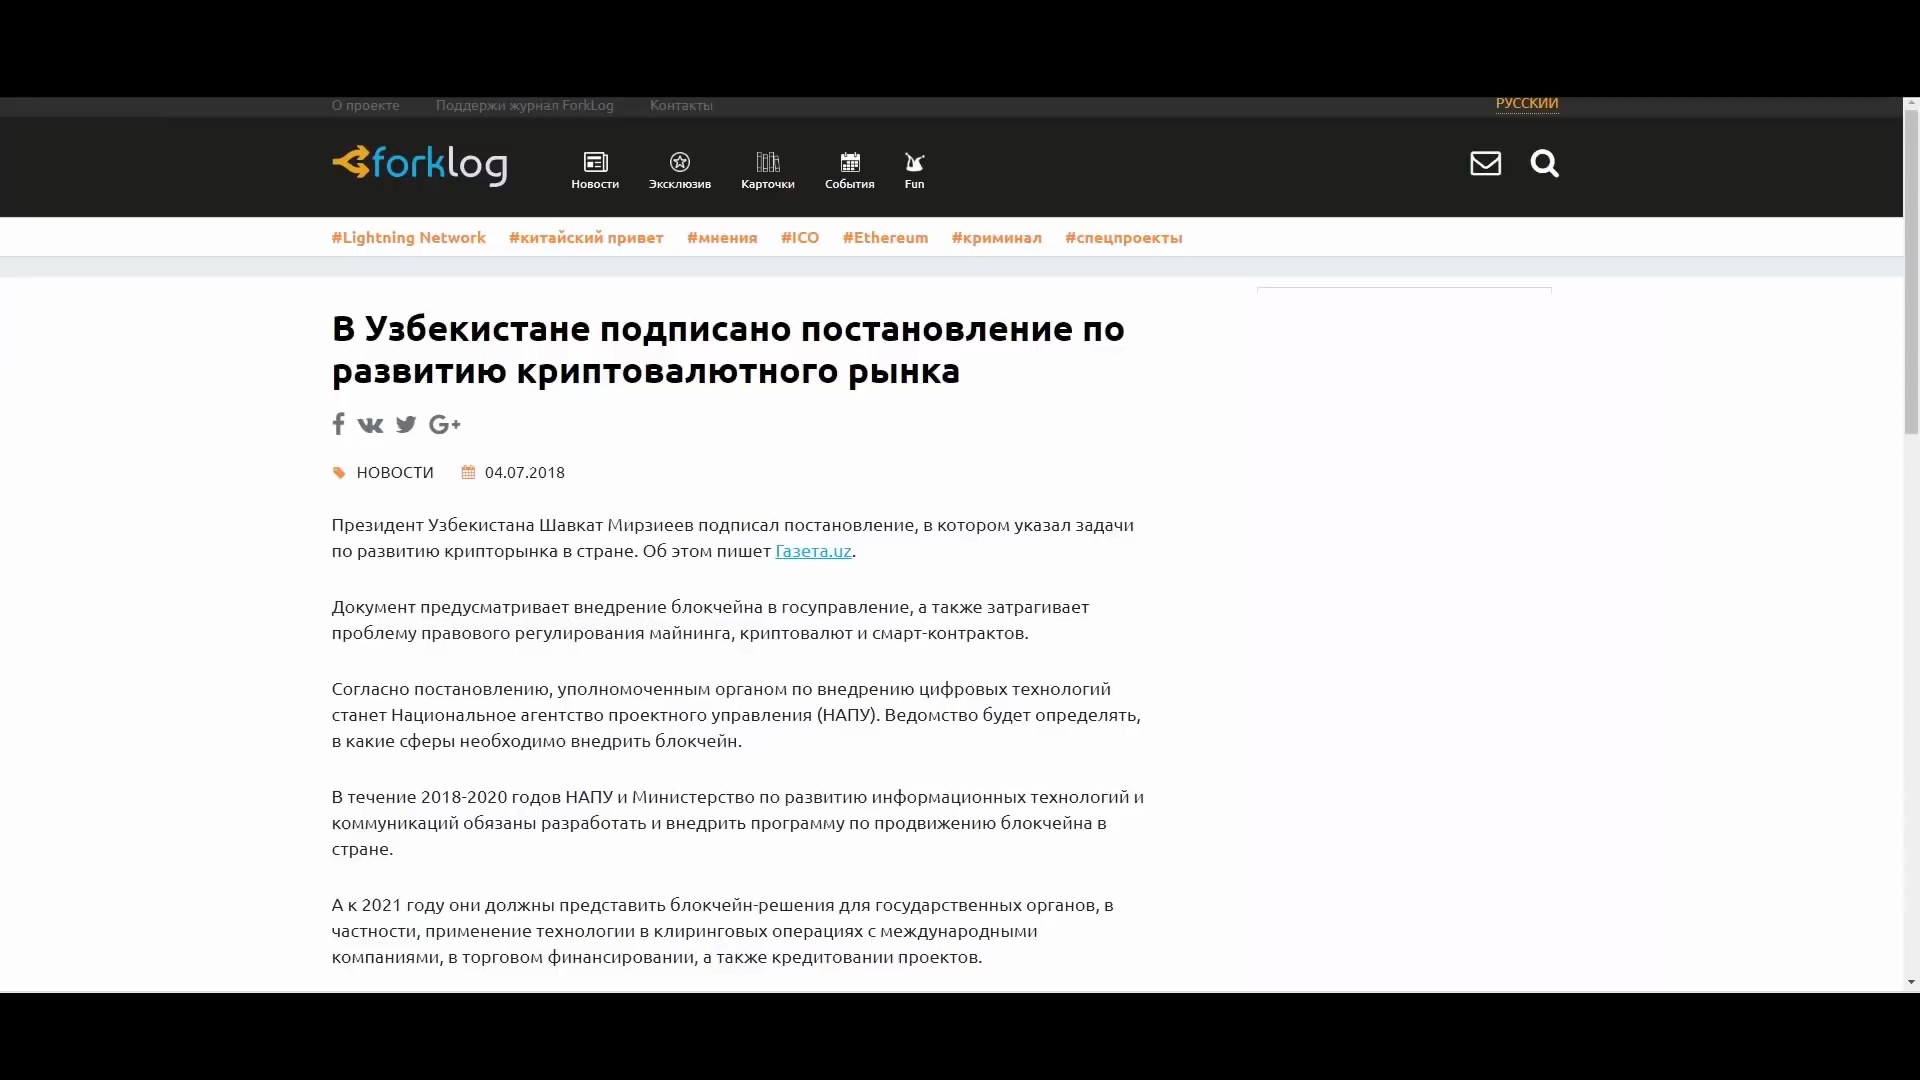 О проекте Поддержи журнал ForkLog Контакты РУССКИЙ
forklog
Новости Эксклюзив Карточки События Fun
#Lightning Network #китайский привет #мнения #ICO #Ethereum #криминал #спецпроекты
В Узбекистане подписано постановление по
развитию криптовалютного рынка
НОВОСТИ 04.07.2018
Президент Узбекистана Шавкат Мирзиеев подписал постановление, в котором указал задачи
по развитию крипторынка в стране. Об этом пишет Газета.uz.
Документ предусматривает внедрение блокчейна в госуправление, а также затрагивает
проблему правового регулирования майнинга, криптовалют и смарт-контрактов.
Согласно постановлению, уполномоченным органом по внедрению цифровых технологий
станет Национальное агентство проектного управления (НАПУ). Ведомство будет определять,
в какие сферы необходимо внедрить блокчейн.
В течение 2018-2020 годов НАПУ и Министерство по развитию информационных технологий и
коммуникаций обязаны разработать и внедрить программу по продвижению блокчейна в
стране.
А к 2021 году они должны представить блокчейн-решения для государственных органов, в
частности, применение технологии в клиринговых операциях с международными
компаниями, в торговом финансировании, а также кредитовании проектов.